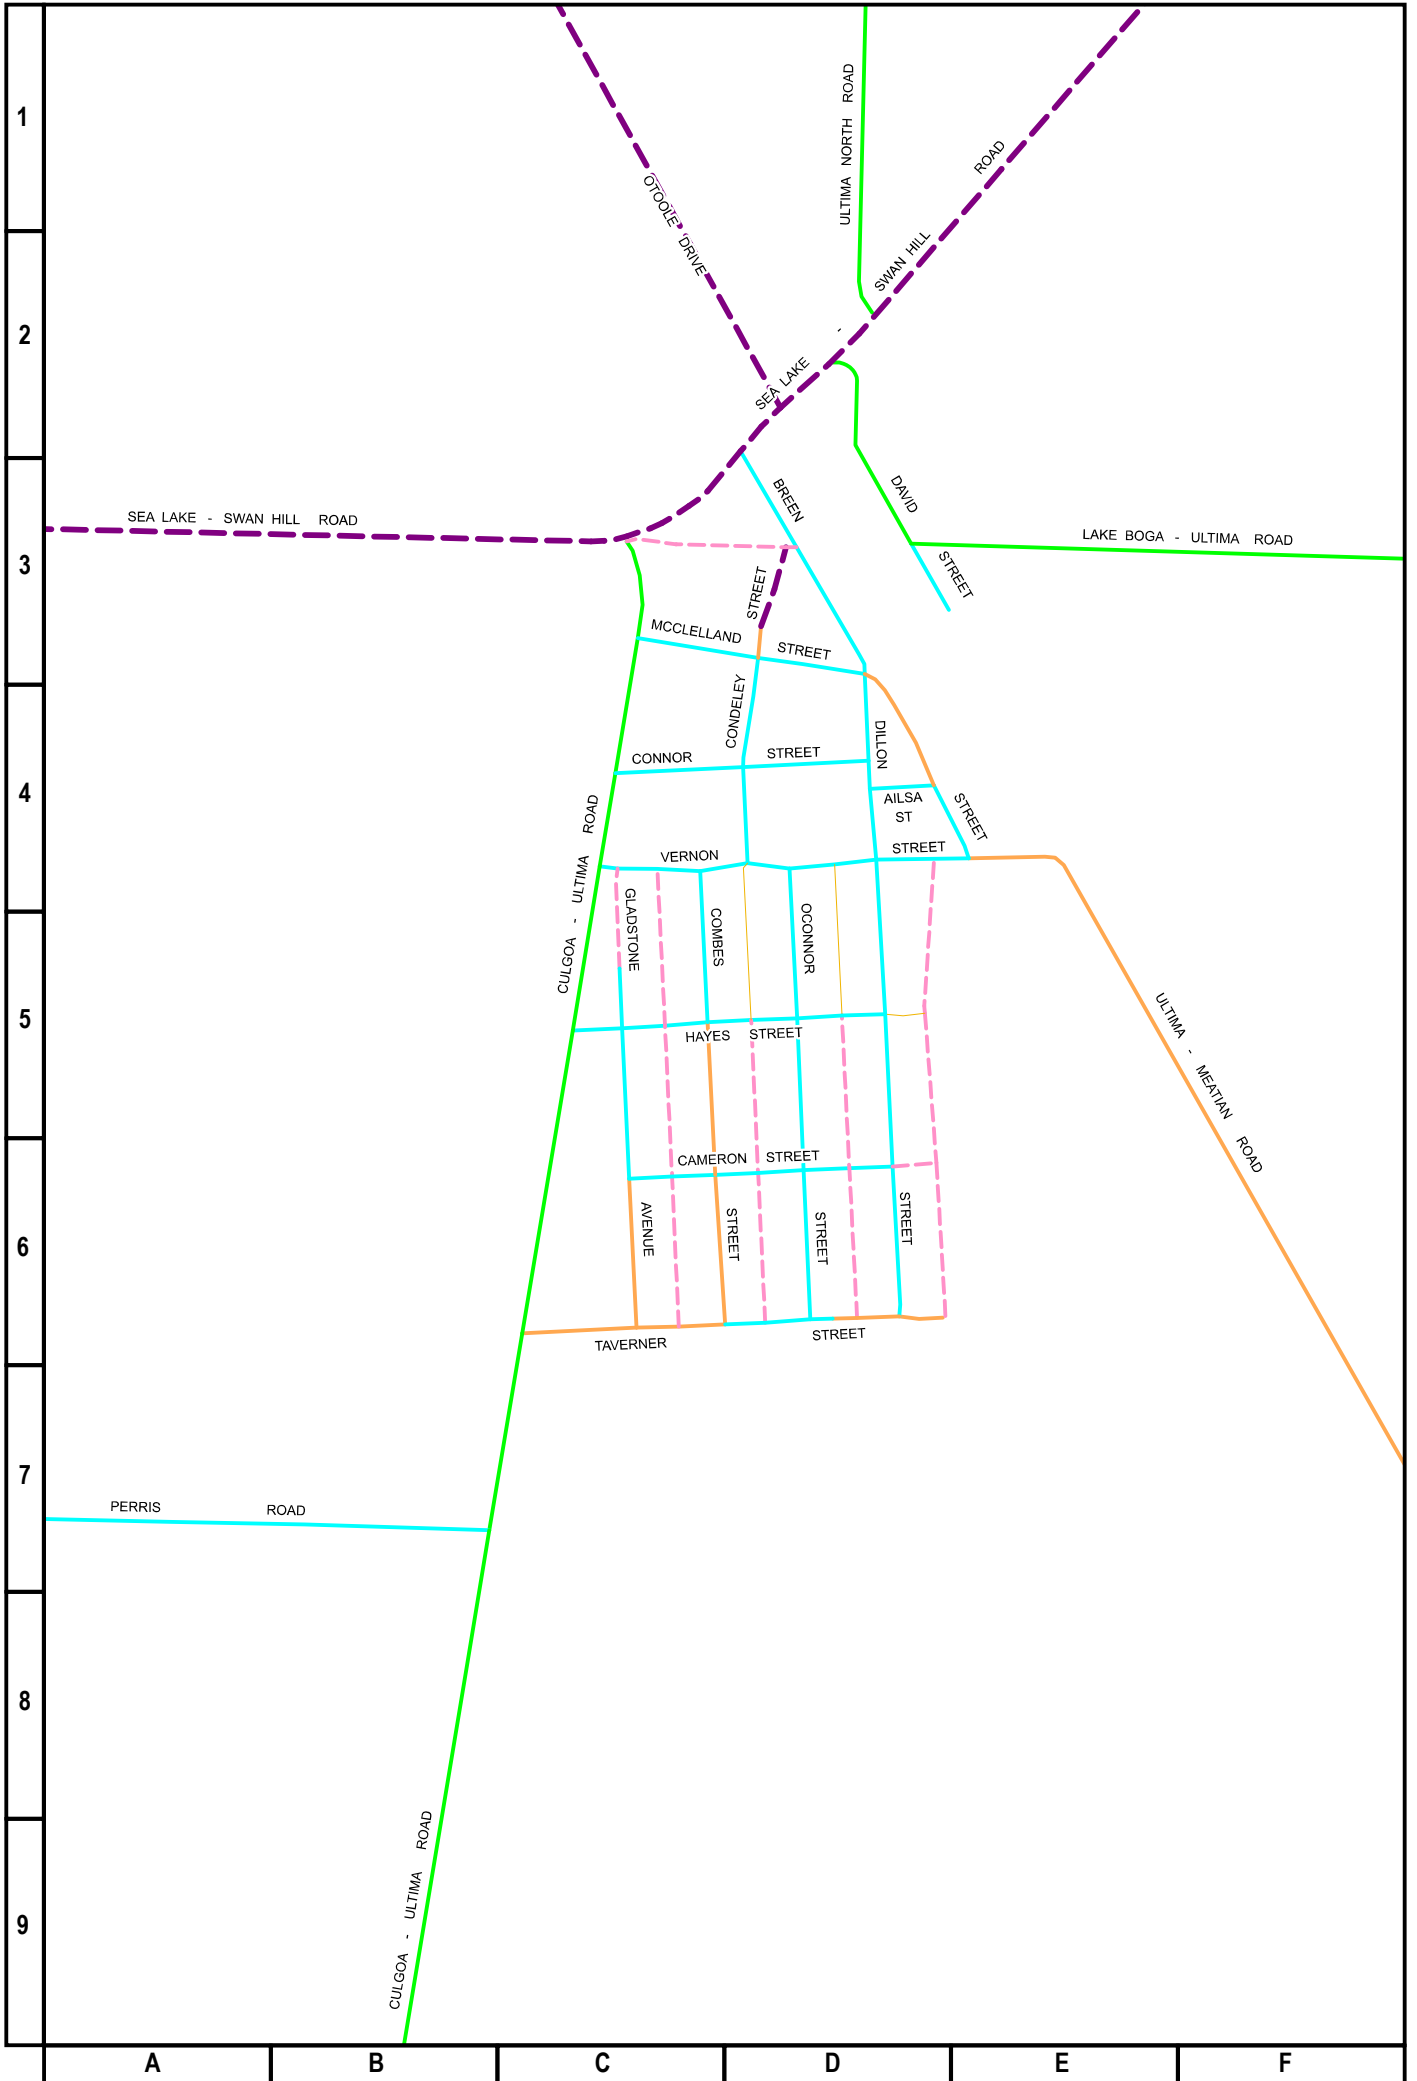 1
2
3
4
5
6
7
8
9
A
B
C
D
E
F
OTOOLE DRIVE
ULTIMA NORTH ROAD
SEA LAKE - SWAN HILL ROAD
SEA LAKE - SWAN HILL ROAD
BREEN
DAVID
STREET
LAKE BOGA - ULTIMA ROAD
STREET
MCCLELLAND STREET
CONDELEY
CONNOR STREET
DILLON
AILSA
ST
STREET
VERNON STREET
CULGOA - ULTIMA ROAD
GLADSTONE
COMBES
OCONNOR
HAYES STREET
ULTIMA - MEATIAN ROAD
CAMERON STREET
AVENUE
STREET
STREET
STREET
TAVERNER STREET
PERRIS ROAD
CULGOA - ULTIMA ROAD